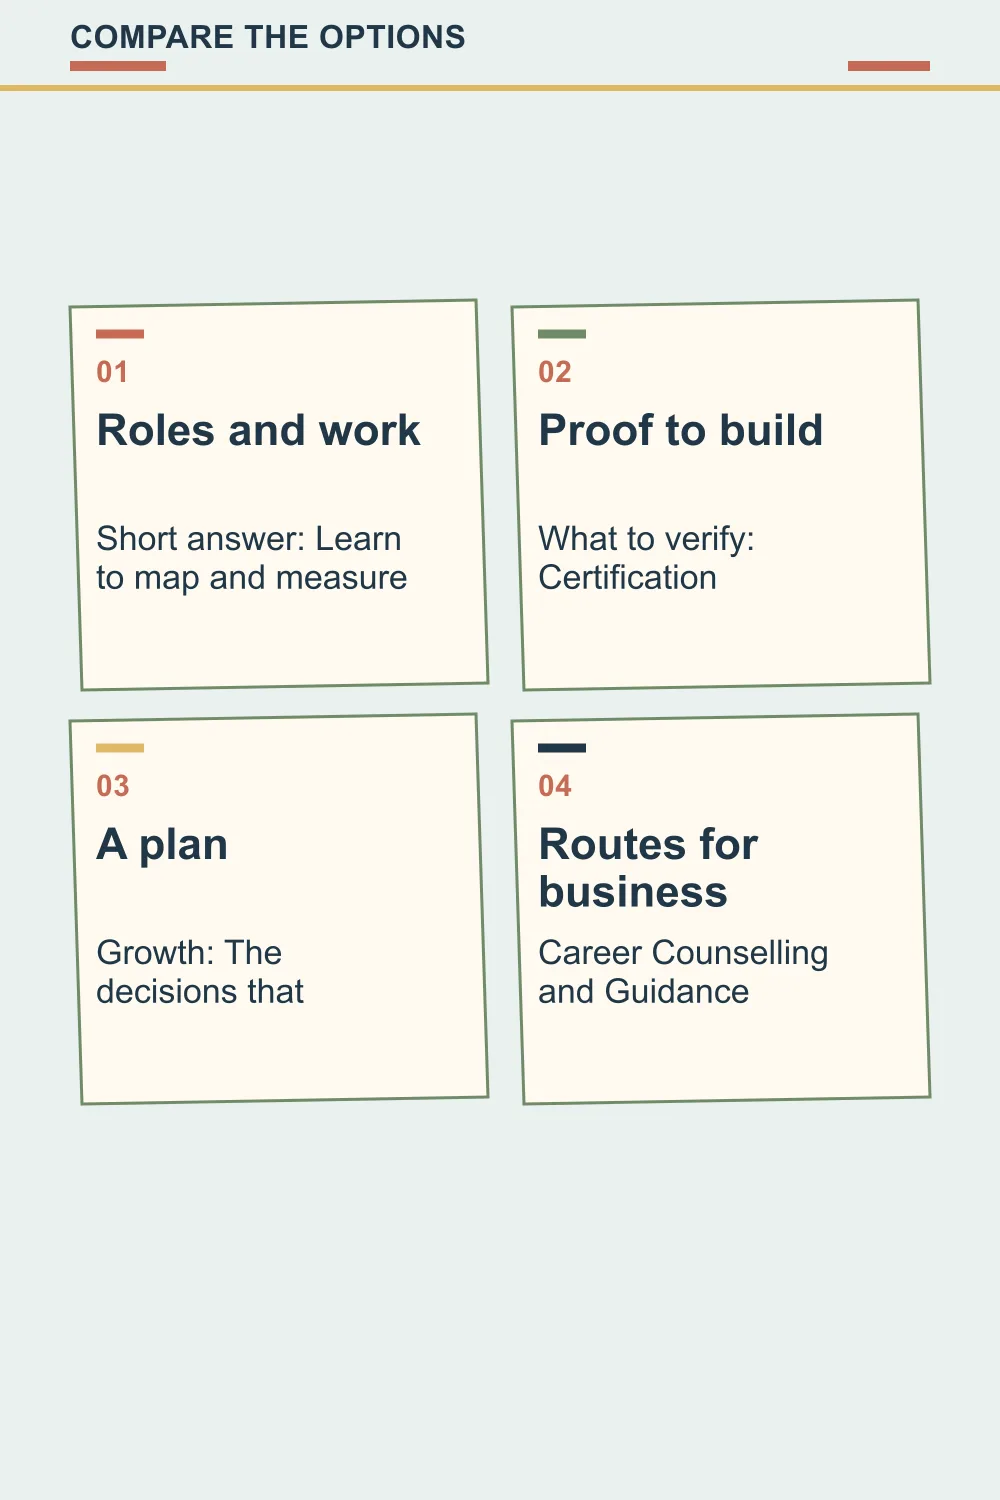 COMPARE THE OPTIONS
01
Roles and work
Short answer: Learn
to map and measure
02
Proof to build
What to verify:
Certification
03
A plan
Growth: The
decisions that
04
Routes for
business
Career Counselling
and Guidance